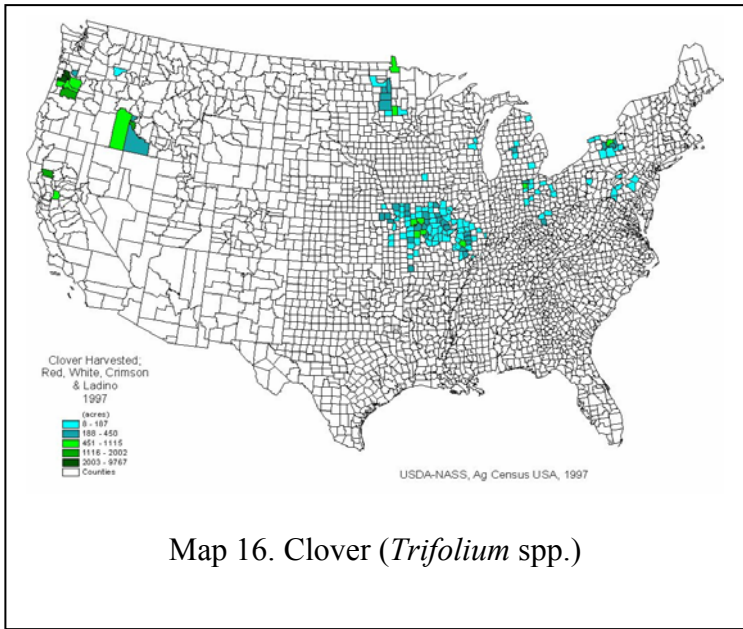 Clover Harvested;
Red, White, Crimson
& Ladino
1997
(acres)
8 - 187
188 - 450
451 - 1115
1116 - 2002
2003 - 9767
Counties
USDA-NASS, Ag Census USA, 1997
Map 16. Clover (Trifolium spp.)